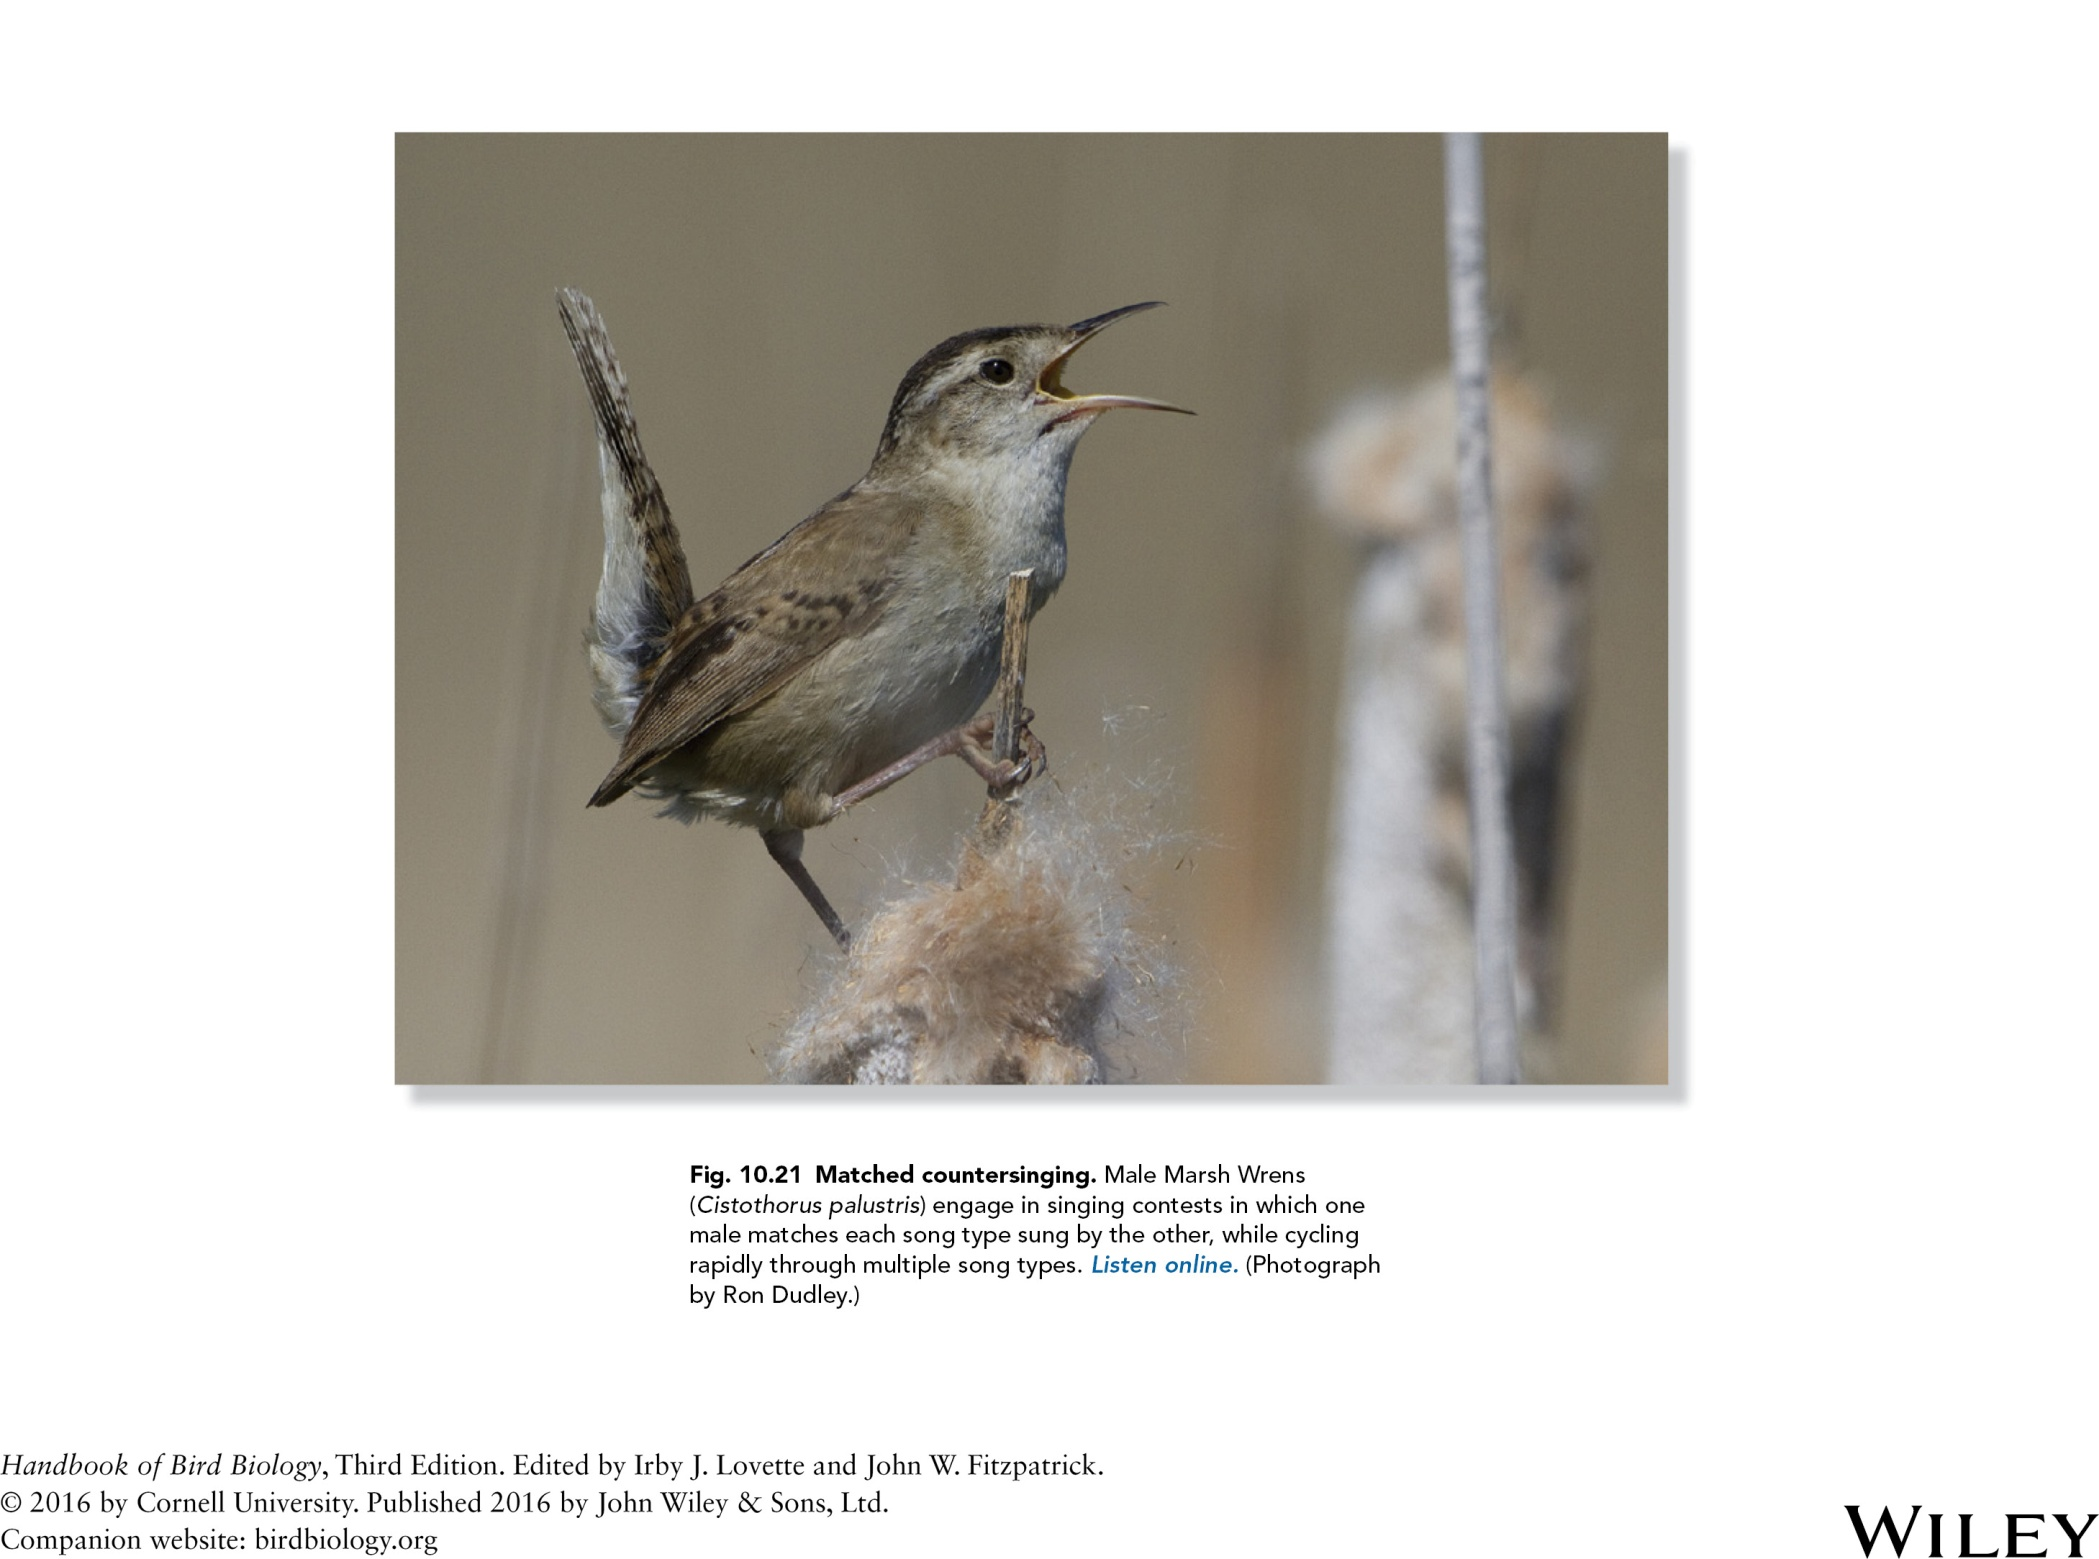 Fig. 10.21 Matched countersinging. Male Marsh Wrens
(Cistothorus palustris) engage in singing contests in which one
male matches each song type sung by the other, while cycling
rapidly through multiple song types. Listen online. (Photograph
by Ron Dudley.)
Handbook of Bird Biology, Third Edition. Edited by Irby J. Lovette and John W. Fitzpatrick.
© 2016 by Cornell University. Published 2016 by John Wiley & Sons, Ltd.
Companion website: birdbiology.org
WILEY